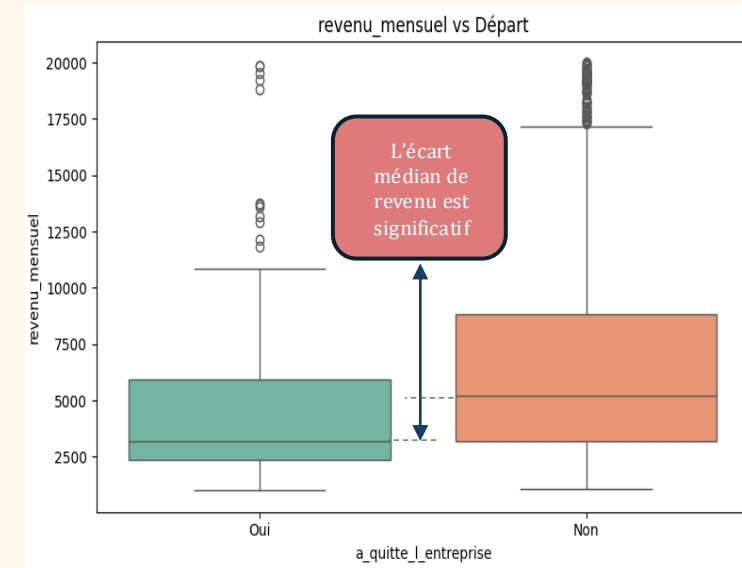 revenu_mensuel vs Départ
20000
17500
15000
12500
10000
7500
5000
2500
revenu_mensuel
L'écart
médian de
revenu est
significatif
Oui
Non
a_quitte_l_entreprise